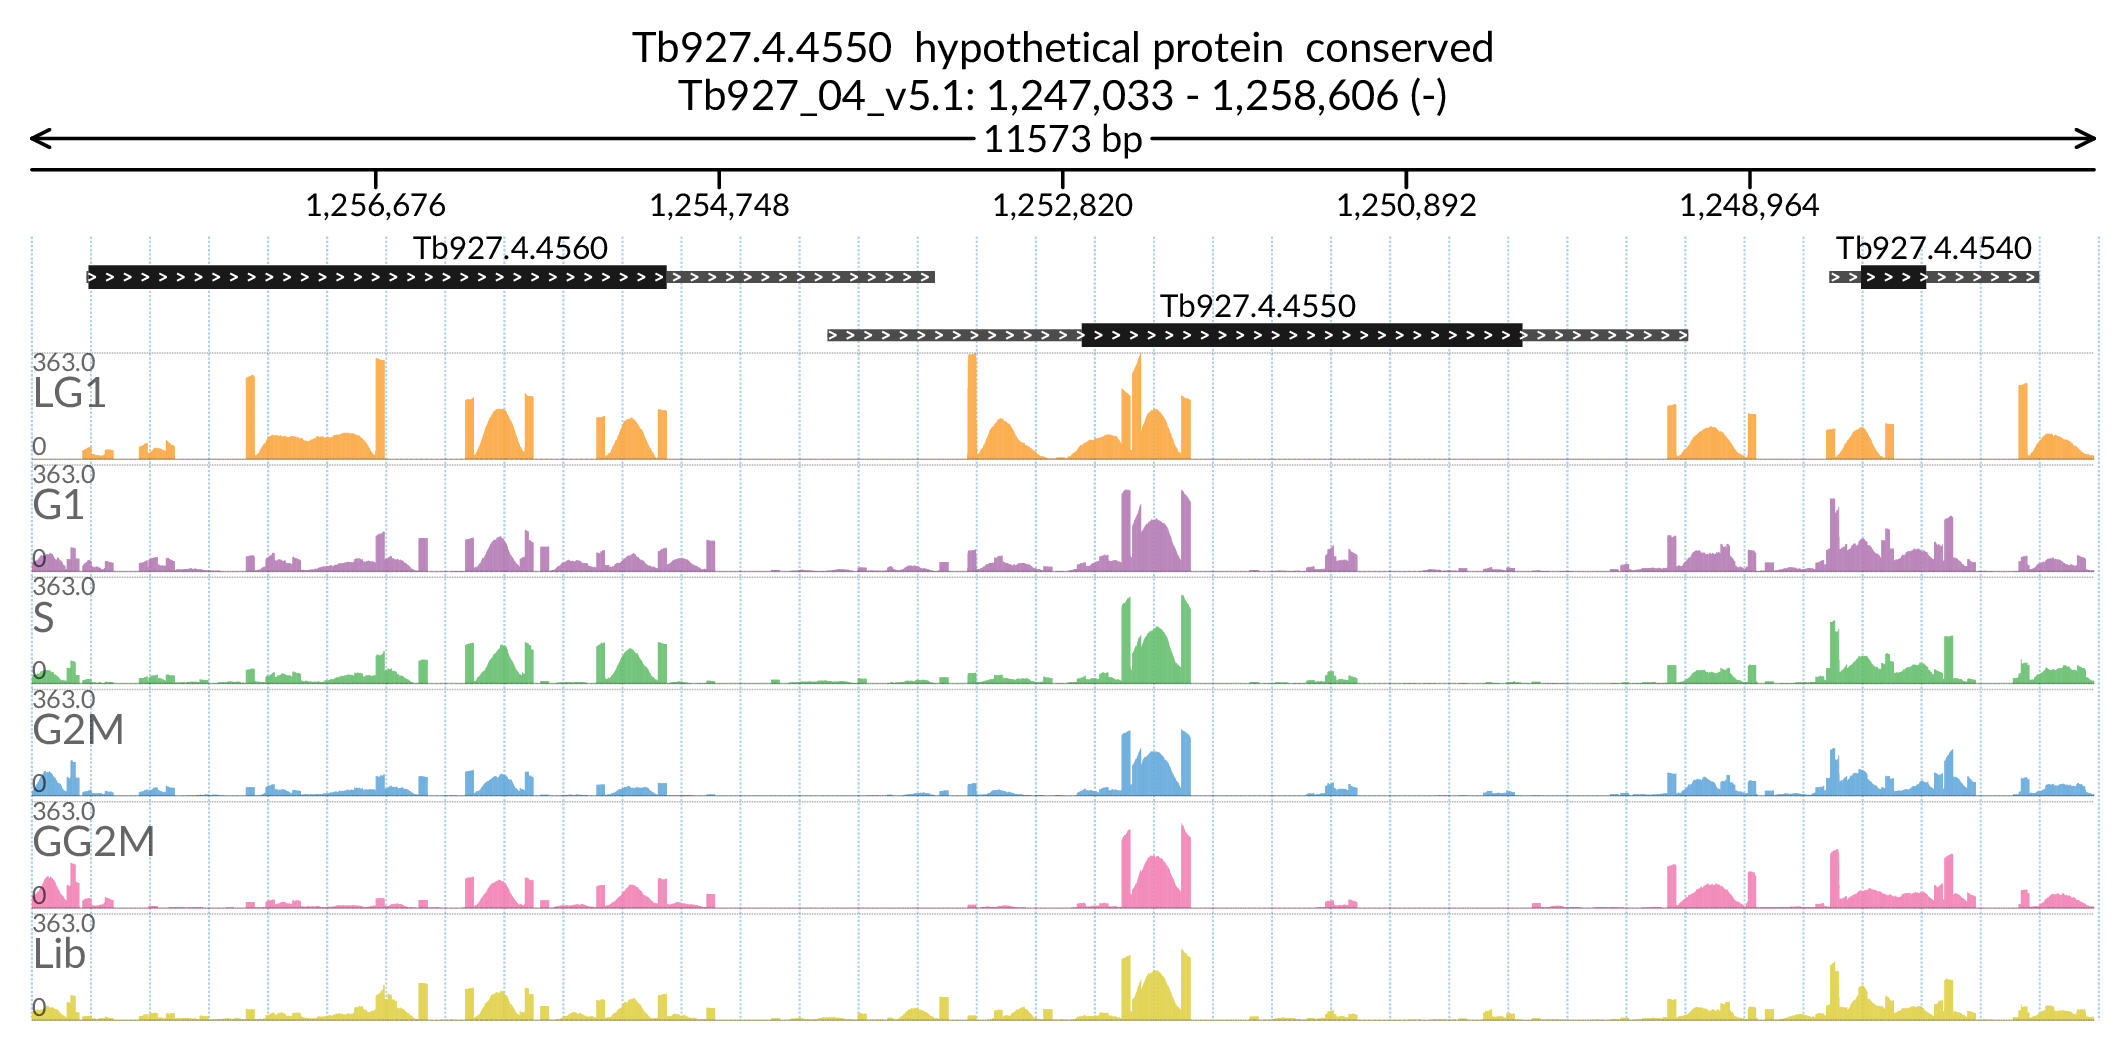 Tb927.4.4550  hypothetical protein  conserved
Tb927_04_v5.1: 1,247,033 - 1,258,606 (-)
11573 bp
1,256,676 1,254,748 1,252,820 1,250,892 1,248,964
Tb927.4.4560 Tb927.4.4540
Tb927.4.4550
363.0
LG1
0
363.0
G1
0
363.0
S
0
363.0
G2M
0
363.0
GG2M
0
363.0
Lib
0